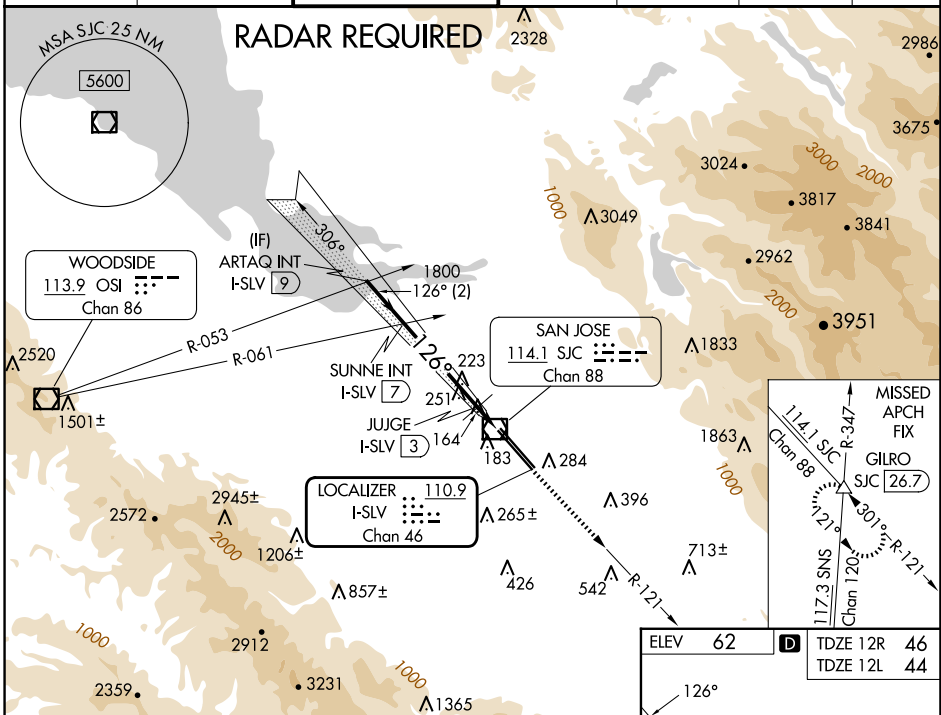 RADAR REQUIRED
MSA SJC 25 NM
5600
2328
2986
3675
3000
2000
3024
3817
3841
1000
3049
2962
2000
3951
306°
(IF)
ARTAQ INT
I-SLV 9
1800
126° (2)
WOODSIDE
113.9 OSI
Chan 86
R-053
R-061
2520
1501±
SUNNE INT
I-SLV 7
126°
223
251
SAN JOSE
114.1 SJC
Chan 88
1833
JUJGE
I-SLV 3
164
183
284
1863
1000
LOCALIZER 110.9
I-SLV
Chan 46
396
265±
2945±
2572
2000
1206±
426
542
713±
R-121
857±
MISSED
APCH
FIX
114.1 SJC
Chan 88
R-347
GILRO
SJC 26.7
301°
121°
R-121
117.3 SNS
Chan 120
1000
2912
2359
3231
1000
1365
ELEV 62
D
TDZE 12R 46
TDZE 12L 44
126°